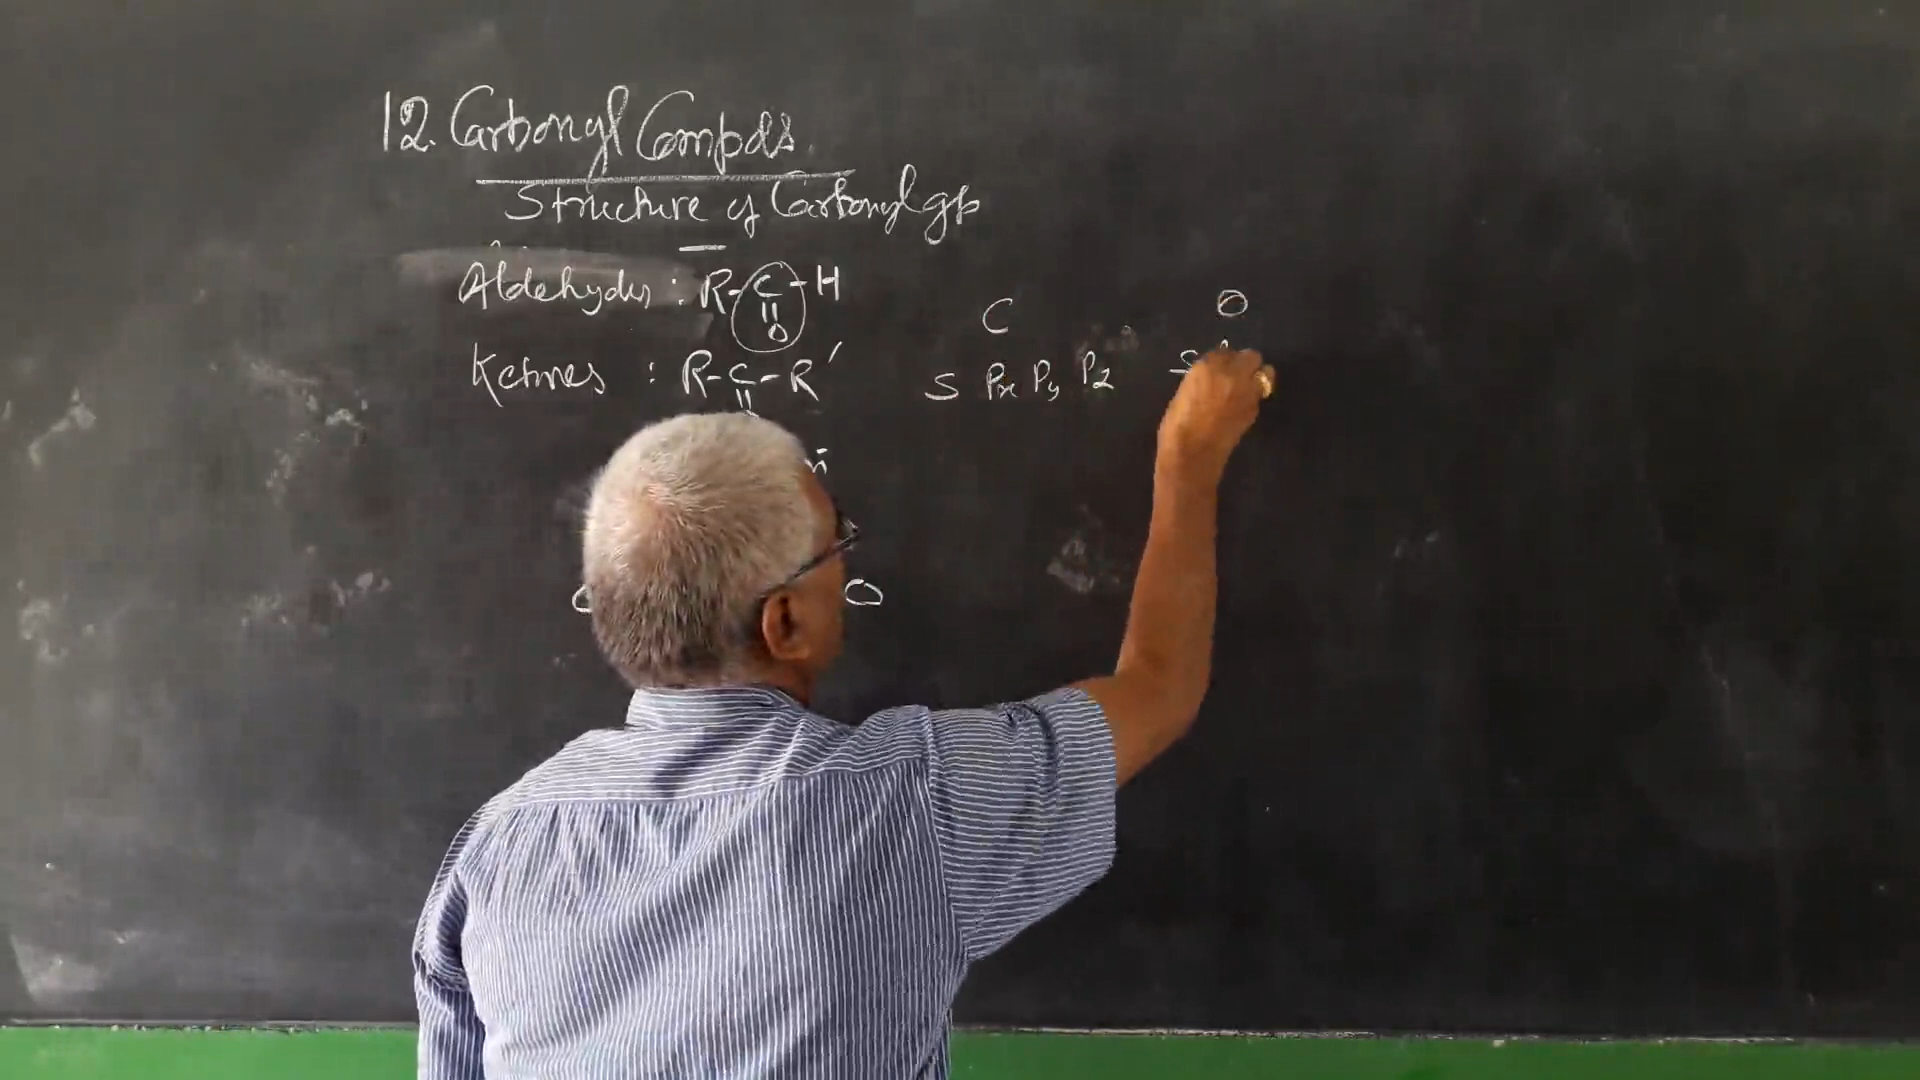 12. Carbonyl Compds.
Structure of Carbonyl gp
Aldehydes : R-C-H
||
O
Ketones : R-C-R'
||
C O
S Px Py Pz S
O